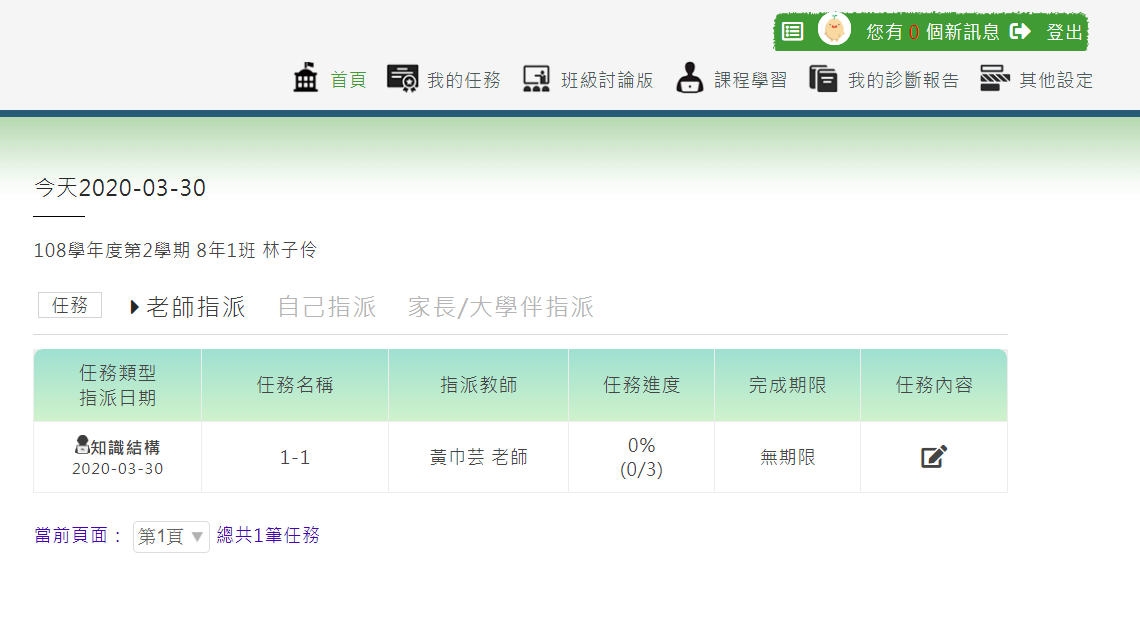 您有 0 個新訊息 登出
首頁 我的任務 班級討論版 課程學習 我的診斷報告 其他設定
今天2020-03-30
108學年度第2學期 8年1班 林子伶
任務 老師指派 自己指派 家長/大學伴指派
任務類型
指派日期
任務名稱
指派教師
任務進度
完成期限
任務內容
知識結構
2020-03-30
1-1
黃巾芸 老師
0%
(0/3)
無期限
當前頁面： 第1頁 ▼ 總共1筆任務